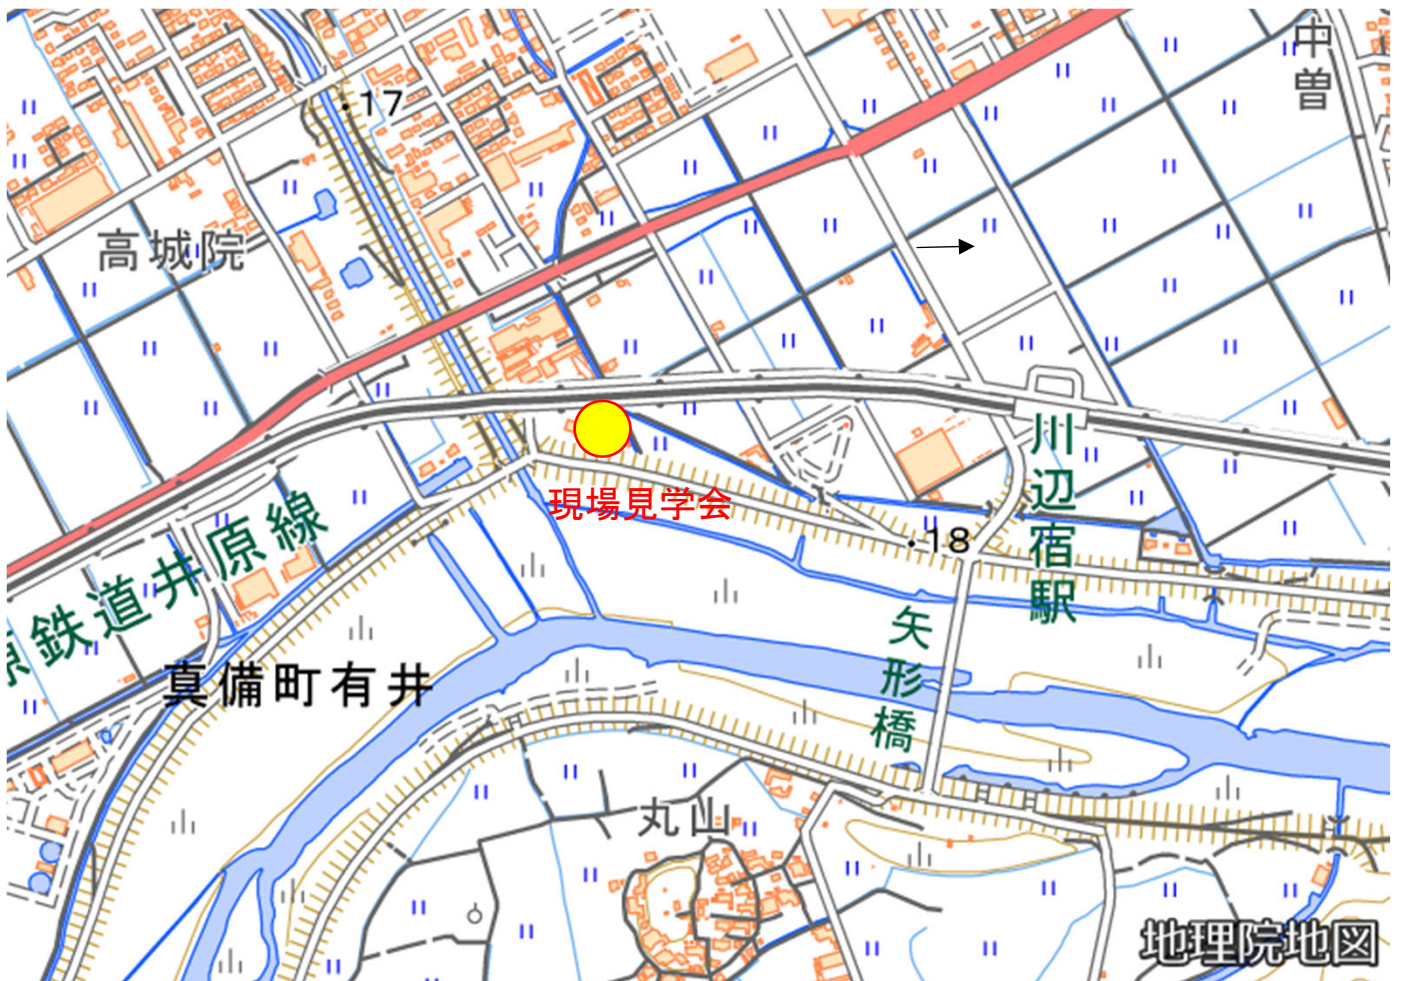 中曽
17
高城院
川辺宿駅
現場見学会
18
原鉄道井原線
矢形橋
真備町有井
丸山
地理院地図